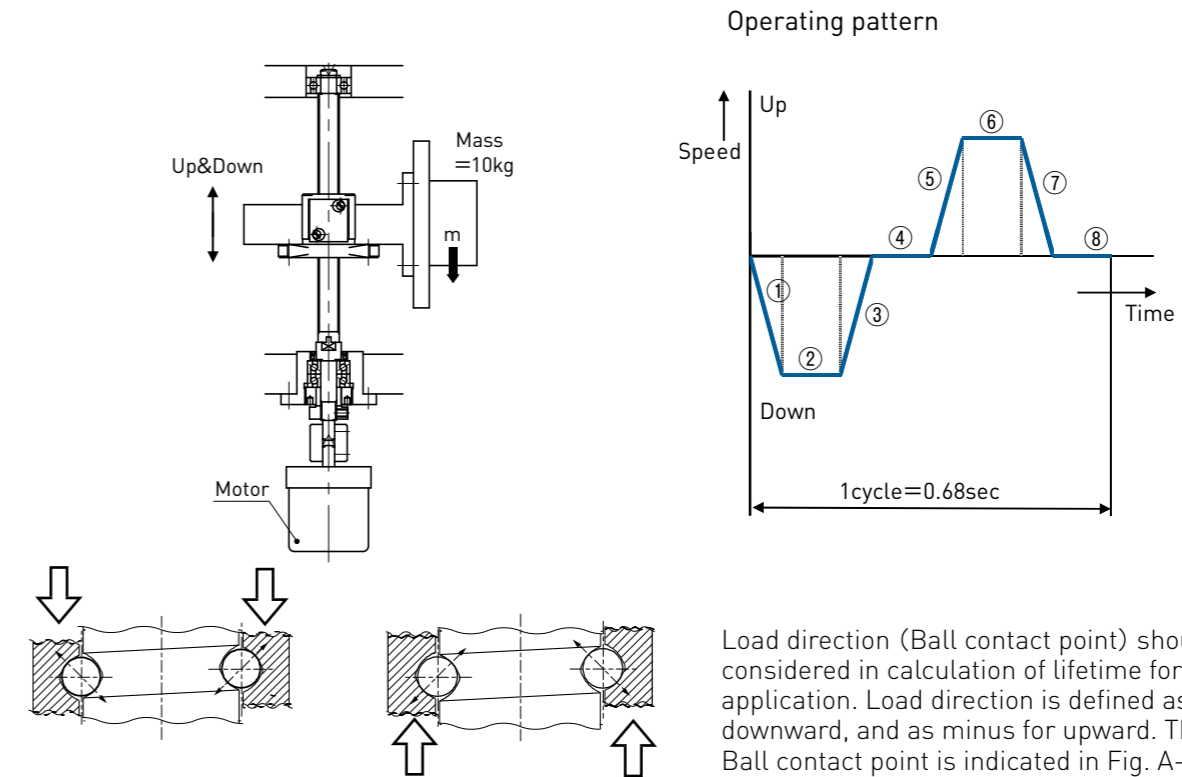 Operating pattern
Up&Down
Mass
=10kg
m
Motor
Up
Speed
①
②
③
④
⑤
⑥
⑦
⑧
Time
Down
1cycle=0.68sec
Load direction (Ball contact point)
considered in calculation of lifetime for
application. Load direction is defined as
downward, and as minus for upward.
Ball contact point is indicated in Fig. A-